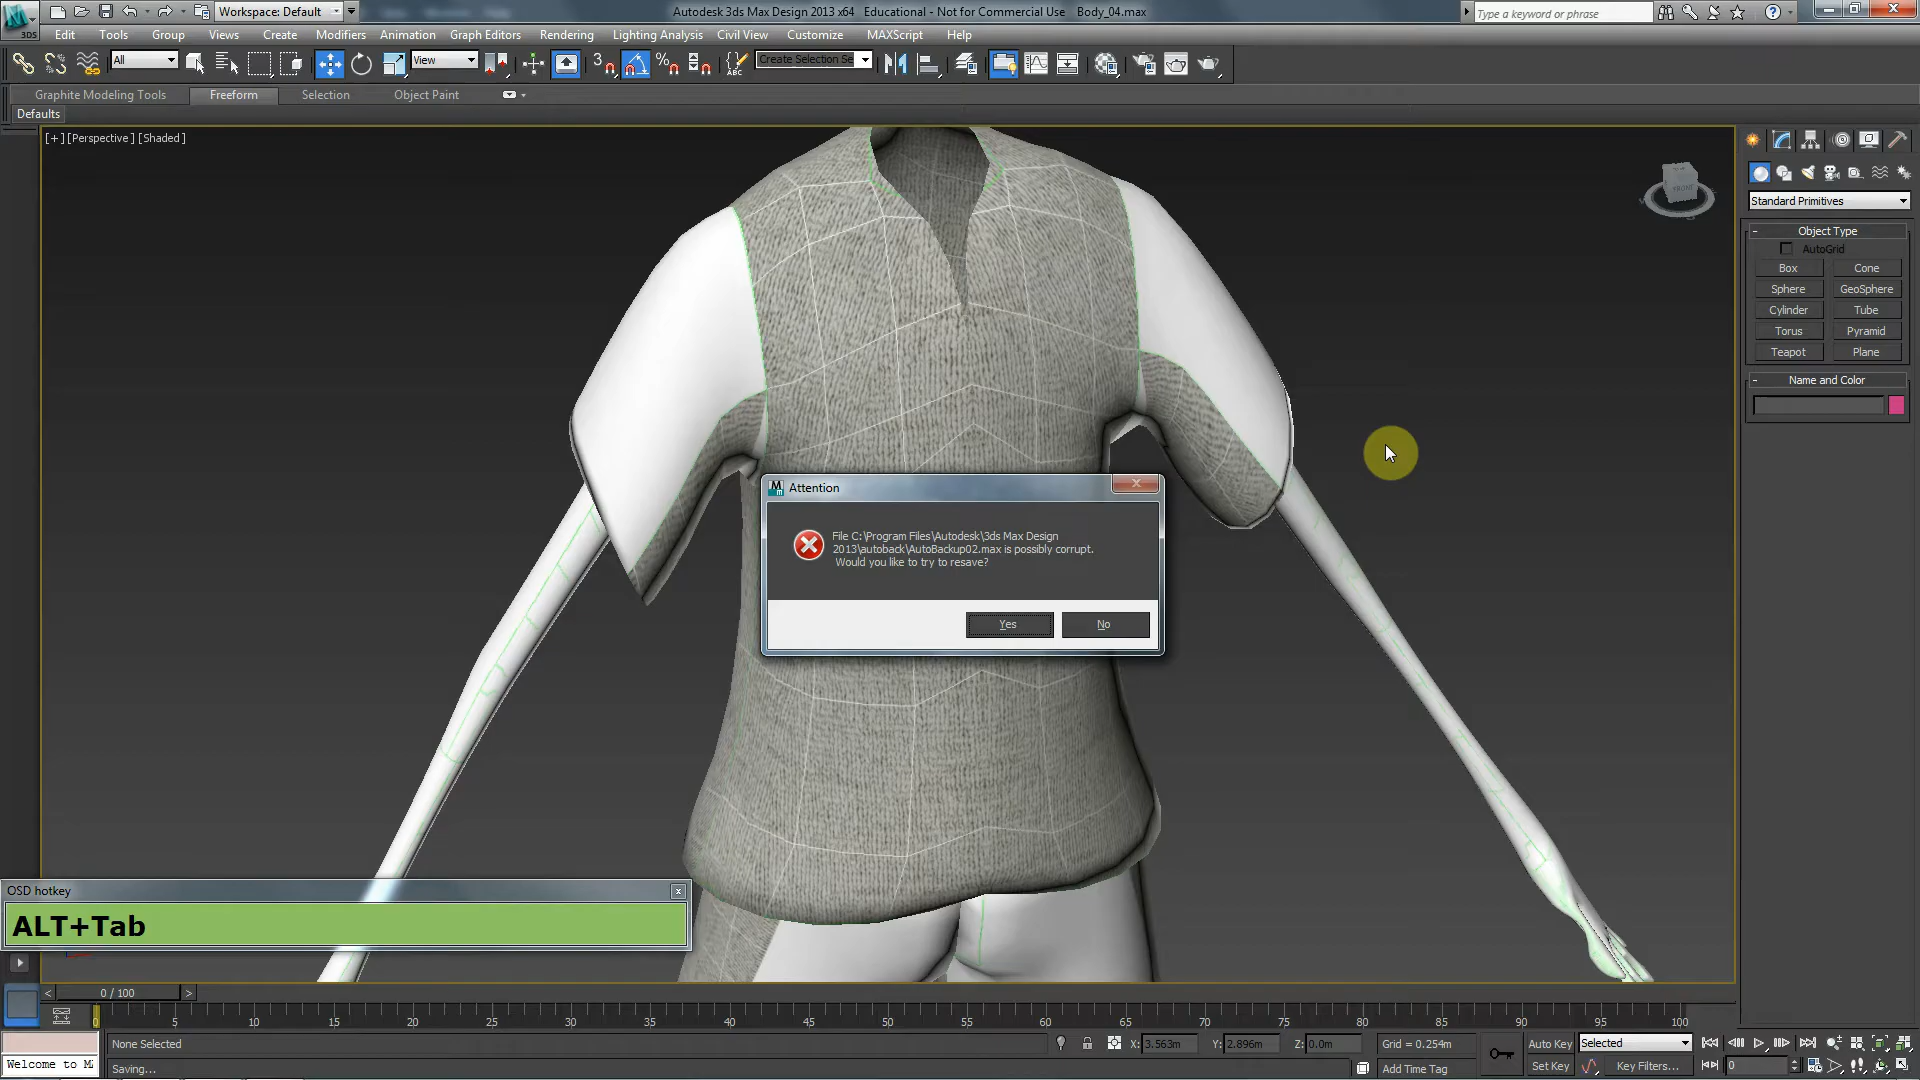 Workspace: Default
Autodesk 3ds Max Design 2013 x64   Educational - Not for Commercial Use   Body_04.max
Type a keyword or phrase
3DS
Edit Tools Group Views Create Modifiers Animation Graph Editors Rendering Lighting Analysis Civil View Customize MAXScript Help
All
View
3
Create Selection Se
Graphite Modeling Tools Freeform Selection Object Paint
Defaults
[+] [Perspective] [Shaded]
FRONT
Standard Primitives
- Object Type
AutoGrid
Box Cone
Sphere GeoSphere
Cylinder Tube
Torus Pyramid
Teapot Plane
- Name and Color
Attention
File C:\Program Files\Autodesk\3ds Max Design
2013\autoback\AutoBackup02.max is possibly corrupt.
Would you like to try to resave?
Yes No
OSD hotkey
ALT+Tab
< 0 / 100 >
0 5 10 15 20 25 30 35 40 45 50 55 60 65 70 75 80 85 90 95 100
None Selected
X: 3.563m Y: 2.896m Z: 0.0m Grid = 0.254m
Auto Key Selected
Welcome to M
Saving...
Add Time Tag
Set Key Key Filters... 0